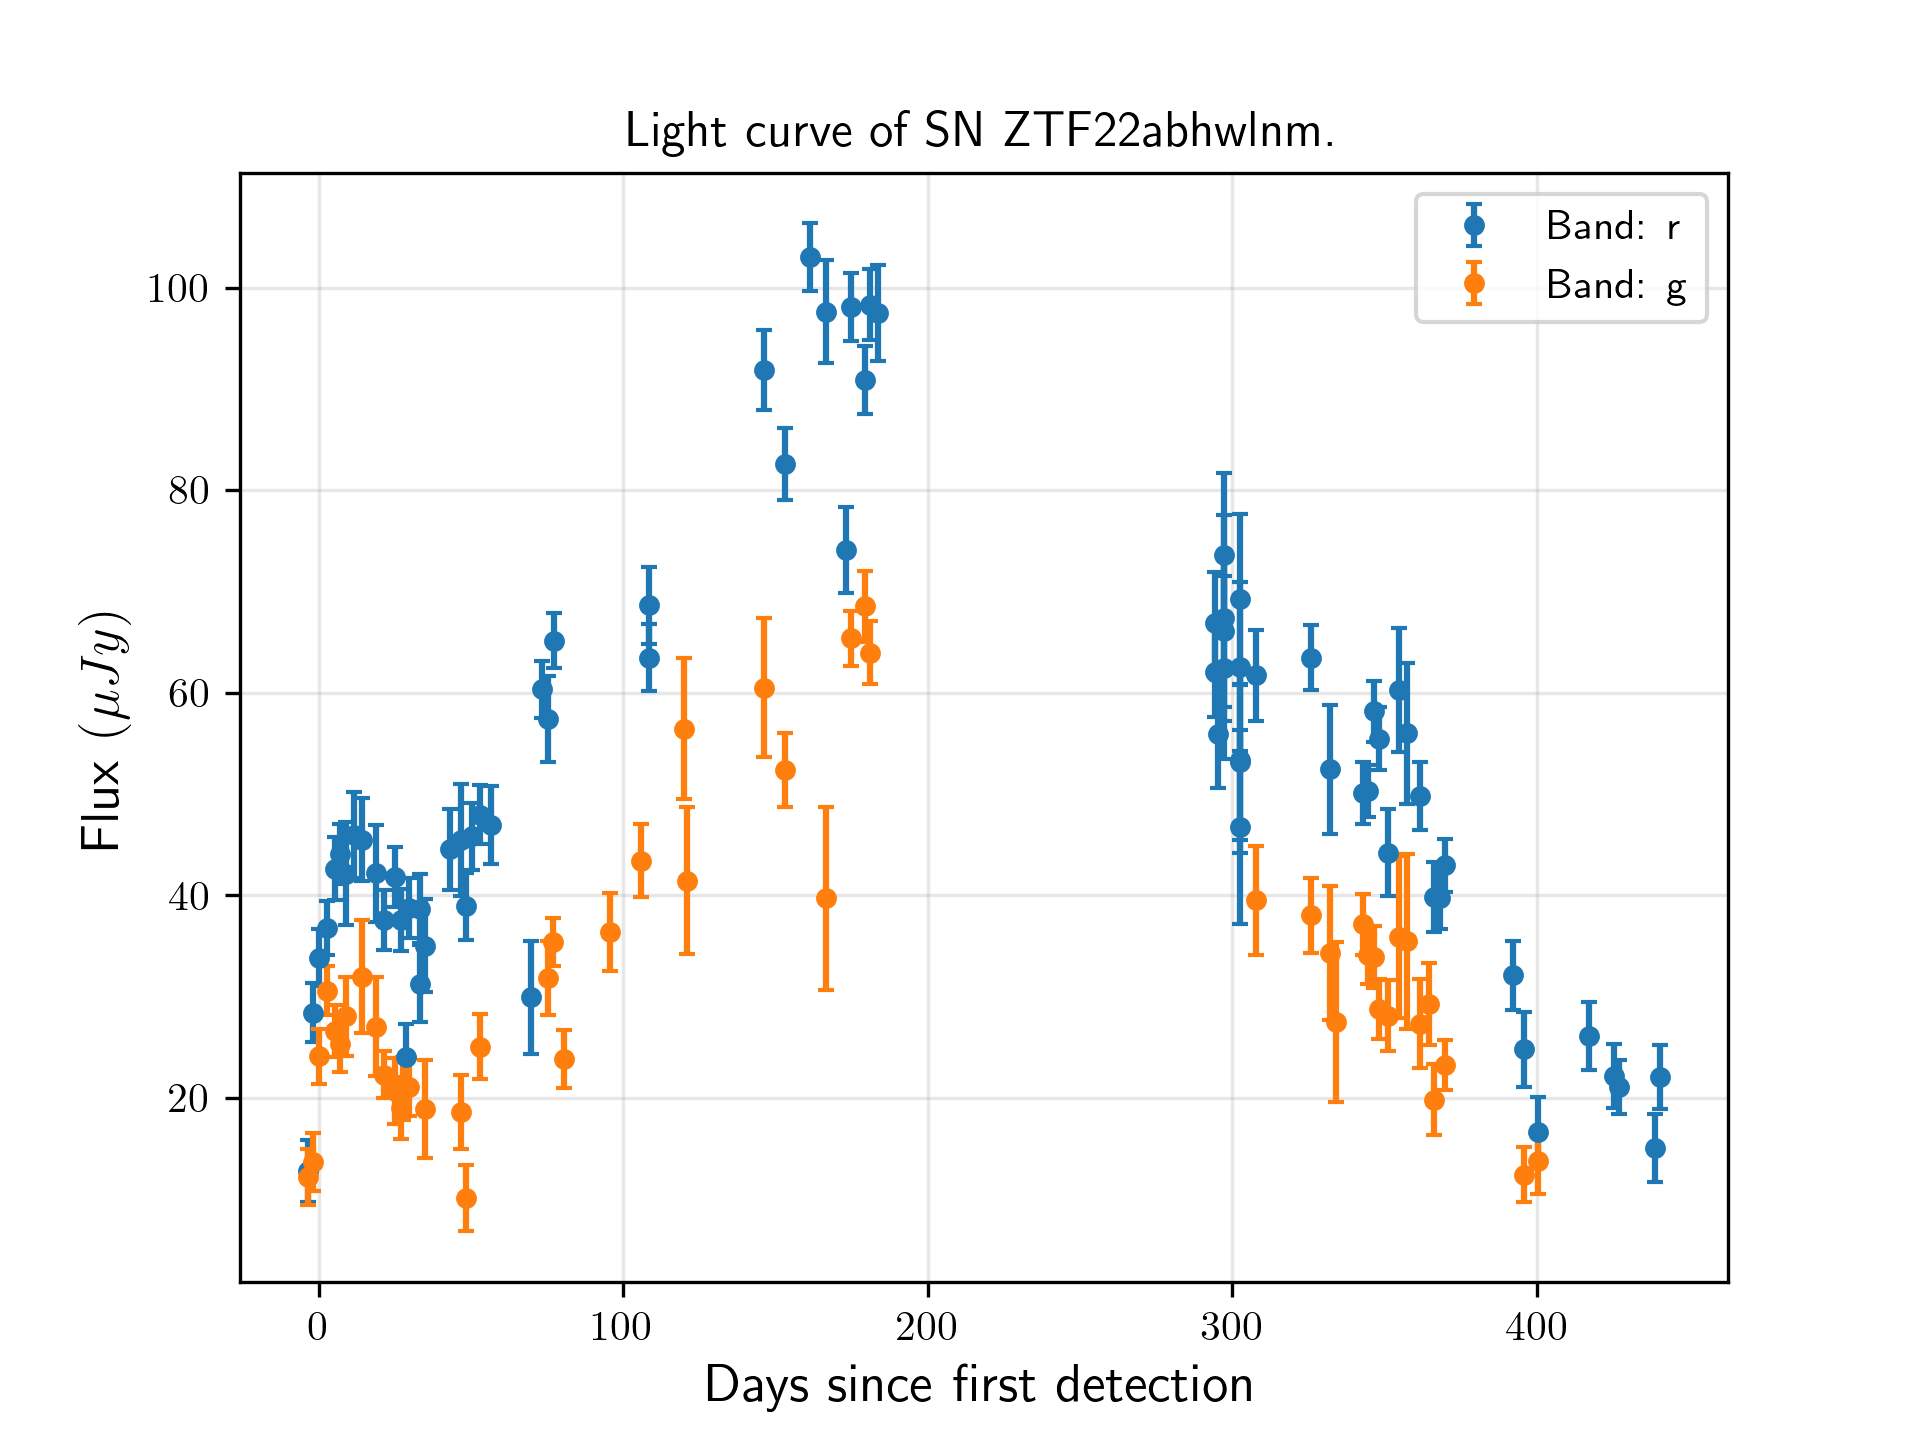 Light curve of SN ZTF22abhwlnm.
Band: r
Band: g
100
80
60
40
20
Flux (μJy)
0 100 200 300 400
Days since first detection